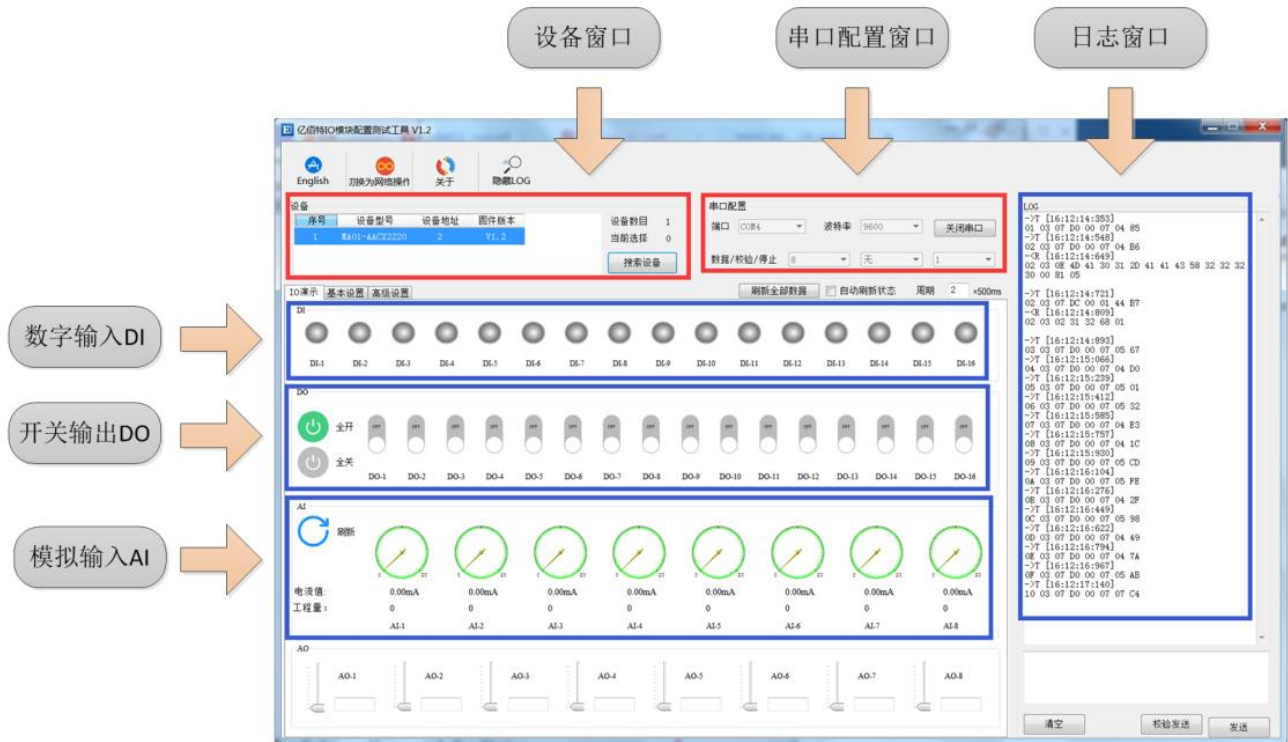 设备窗口
串口配置窗口
日志窗口
亿佰特IO模块配置测试工具 V1.2
English
切换为网络操作
关于
隐藏LOG
设备
序号 设备型号 设备地址 固件版本
1 MA01-AACX2220 2 V1.2
设备数目 1
当前选择 0
搜索设备
串口配置
端口 COM4 波特率 9600 关闭串口
数据/校验/停止 8 无 1
IO演示 基本设置 高级设置
刷新全部数据 自动刷新状态 周期 2 *500ms
数字输入DI
DI
DI-1 DI-2 DI-3 DI-4 DI-5 DI-6 DI-7 DI-8 DI-9 DI-10 DI-11 DI-12 DI-13 DI-14 DI-15 DI-16
开关输出DO
DO
全开
OFF OFF OFF OFF OFF OFF OFF OFF OFF OFF OFF OFF OFF OFF OFF OFF
全关
DO-1 DO-2 DO-3 DO-4 DO-5 DO-6 DO-7 DO-8 DO-9 DO-10 DO-11 DO-12 DO-13 DO-14 DO-15 DO-16
模拟输入AI
AI
刷新
电流值: 0.00mA 0.00mA 0.00mA 0.00mA 0.00mA 0.00mA 0.00mA 0.00mA
工程量: 0 0 0 0 0 0 0 0
AI-1 AI-2 AI-3 AI-4 AI-5 AI-6 AI-7 AI-8
AO
AO-1 AO-2 AO-3 AO-4 AO-5 AO-6 AO-7 AO-8
LOG
->T [16:12:14:353]
01 03 07 D0 00 07 04 85
->T [16:12:14:548]
02 03 07 D0 00 07 04 B6
-<R [16:12:14:649]
02 03 0E 4D 41 30 31 2D 41 41 43 58 32 32 32
30 00 81 05
->T [16:12:14:721]
02 03 07 DC 00 01 44 B7
-<R [16:12:14:809]
02 03 02 31 32 68 01
->T [16:12:14:893]
03 03 07 D0 00 07 05 67
->T [16:12:15:066]
04 03 07 D0 00 07 04 D0
->T [16:12:15:239]
05 03 07 D0 00 07 05 01
->T [16:12:15:412]
06 03 07 D0 00 07 05 32
->T [16:12:15:585]
07 03 07 D0 00 07 04 E3
->T [16:12:15:757]
08 03 07 D0 00 07 04 1C
->T [16:12:15:930]
09 03 07 D0 00 07 05 CD
->T [16:12:16:104]
0A 03 07 D0 00 07 05 FE
->T [16:12:16:276]
0B 03 07 D0 00 07 04 2F
->T [16:12:16:449]
0C 03 07 D0 00 07 05 98
->T [16:12:16:622]
0D 03 07 D0 00 07 04 49
->T [16:12:16:794]
0E 03 07 D0 00 07 04 7A
->T [16:12:16:967]
0F 03 07 D0 00 07 05 AB
->T [16:12:17:140]
10 03 07 D0 00 07 07 C4
清空 校验发送 发送